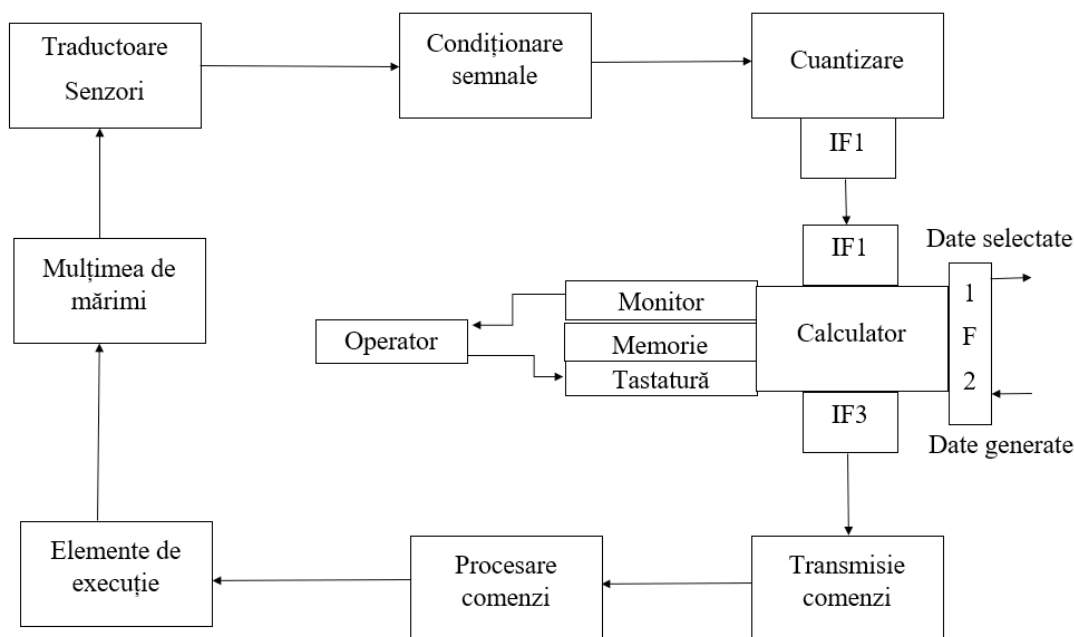 Traductoare
Senzori
Condiționare
semnale
Cuantizare
IF1
IF1
Date selectate
Mulțimea de
mărimi
Monitor
1
Operator
Memorie
Calculator
F
Tastatură
2
IF3
Date generate
Elemente de
execuție
Procesare
comenzi
Transmisie
comenzi